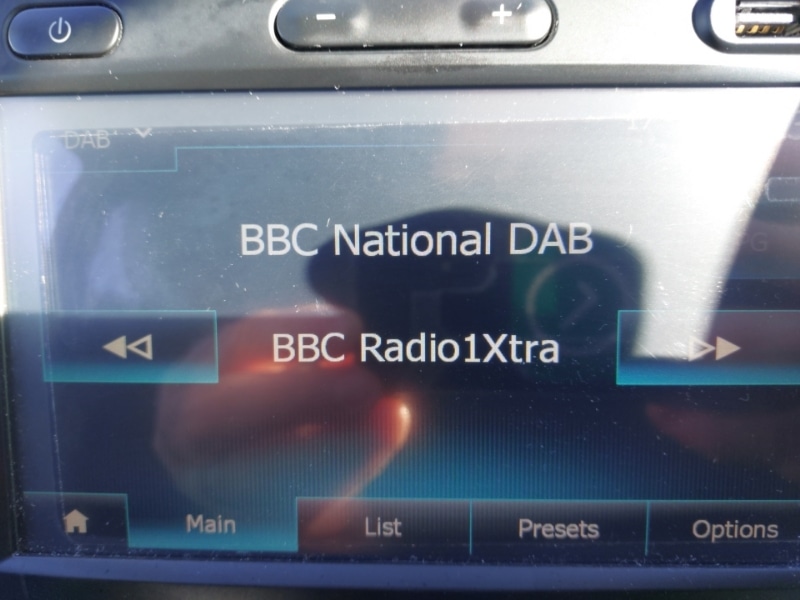 DAB
BBC National DAB
BBC Radio1Xtra
Main
List
Presets
Options